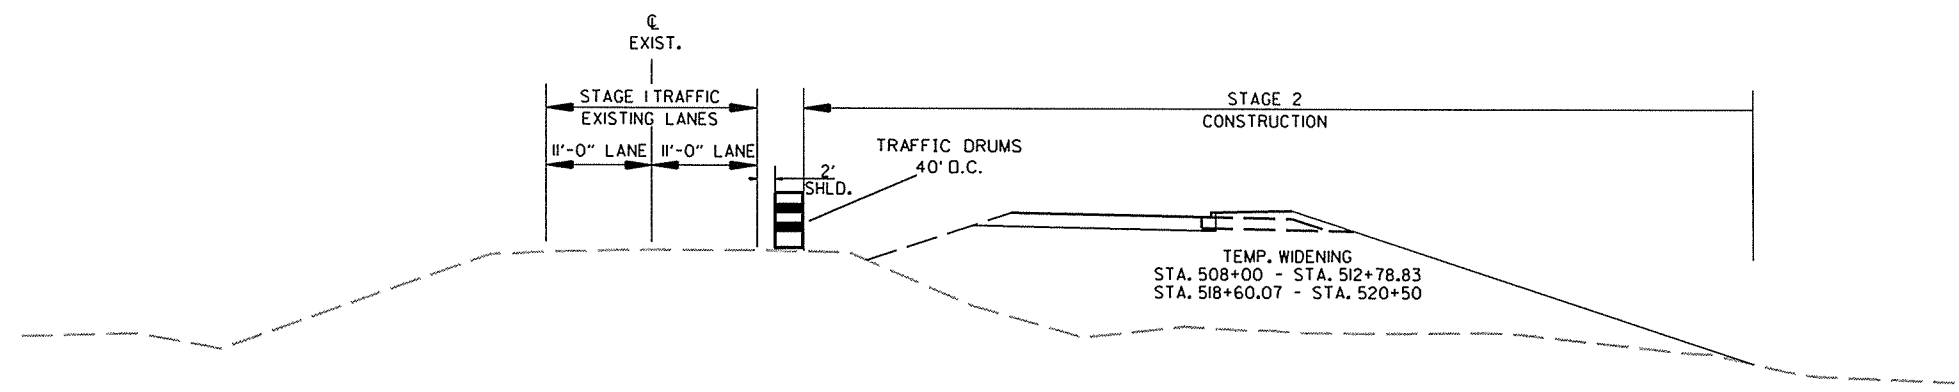 ℄
EXIST.
STAGE 1 TRAFFIC
EXISTING LANES
11'-0" LANE
11'-0" LANE
2'
SHLD.
TRAFFIC DRUMS
40' O.C.
STAGE 2
CONSTRUCTION
TEMP. WIDENING
STA. 508+00 - STA. 512+78.83
STA. 518+60.07 - STA. 520+50